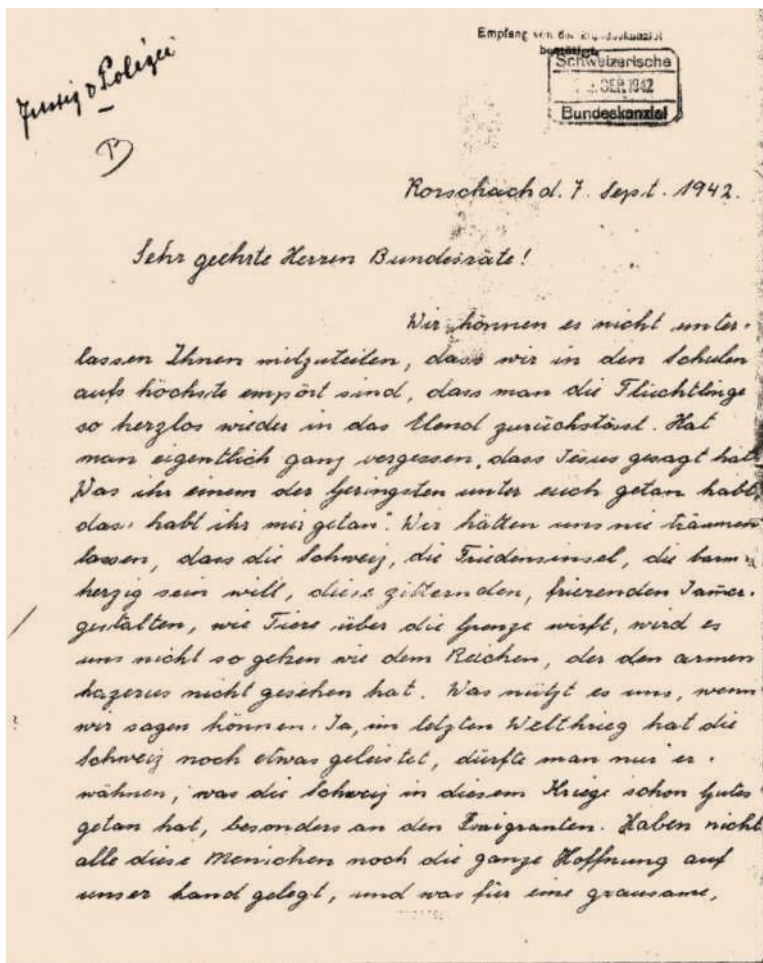 Justiz & Polizei
B
Empfang von der Bundeskanzlei
bestätigt.
Schweizerische
SEP. 1942
Bundeskanzlei
Rorschach d. 7. Sept. 1942.
Sehr geehrte Herren Bundesräte!
Wir können es nicht unter-
lassen Ihnen mitzuteilen, dass wir in den Schulen
aufs höchste empört sind, dass man die Flüchtlinge
so herzlos wieder in das Elend zurückstösst. Hat
man eigentlich ganz vergessen, dass Jesus gesagt hat:
"Was ihr einem der Geringsten unter euch getan habt,
das habt ihr mir getan". Wir hätten uns nie träumen
lassen, dass die Schweiz, die Friedensinsel, die barm-
herzig sein will, diese zitternden, frierenden Jam̄er-
gestalten, wie Tiere über die Grenze wirft, wird es
uns nicht so gehen wie dem Reichen, der den armen
Lazarus nicht gesehen hat. Was nützt es uns, wenn
wir sagen können. Ja, im letzten Weltkrieg hat die
Schweiz noch etwas geleistet, dürfte man nur er-
wähnen, was die Schweiz in diesem Kriege schon Gutes
getan hat, besonders an den Emigranten. Haben nicht
alle diese Menschen noch die ganze Hoffnung auf
unser Land gelegt, und was für eine grausame,